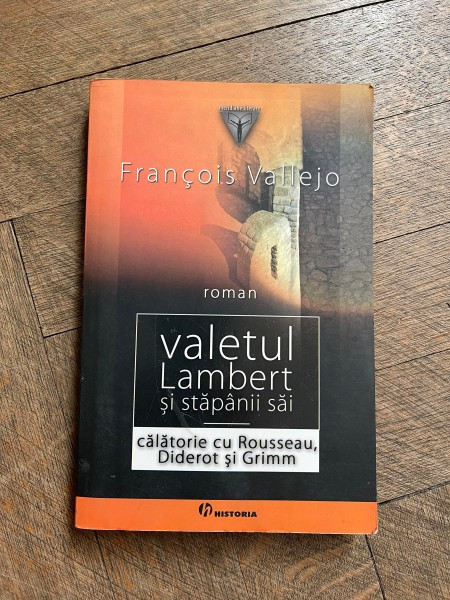 François Vallejo
roman
valetul
Lambert
și stăpânii săi
călătorie cu Rousseau,
Diderot și Grimm
HISTORIA